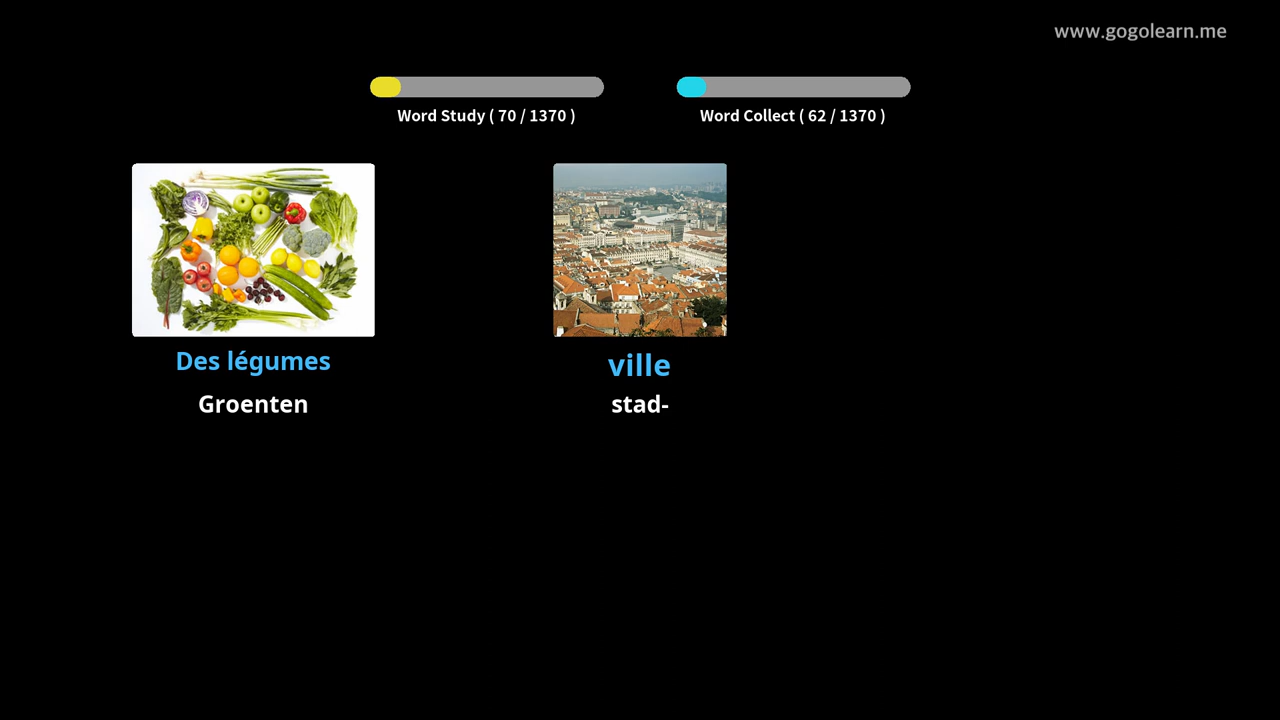 www.gogolearn.me
Word Study ( 70 / 1370 )
Word Collect ( 62 / 1370 )
Des légumes
Groenten
ville
stad-